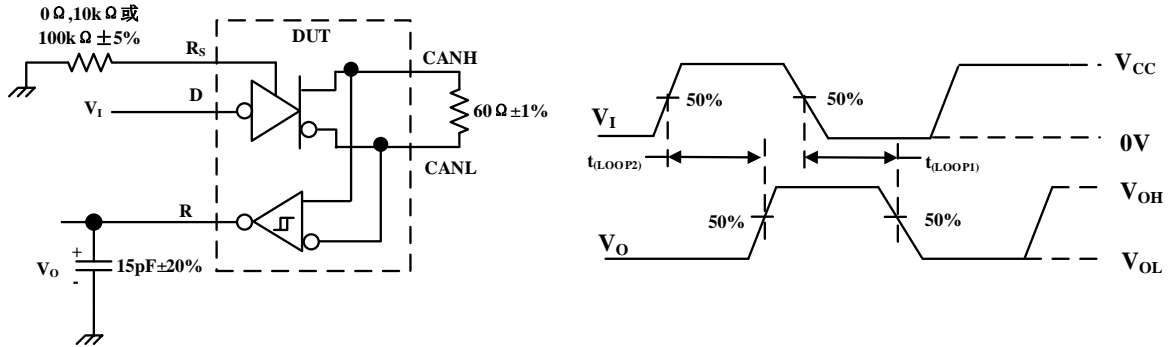 0Ω,10kΩ或
100kΩ±5%
DUT
RS
CANH
D
VI
60Ω±1%
CANL
R
VO
+
-
15pF±20%
VCC
50%
50%
VI
0V
t(LOOP2)
t(LOOP1)
VOH
50%
50%
VO
VOL